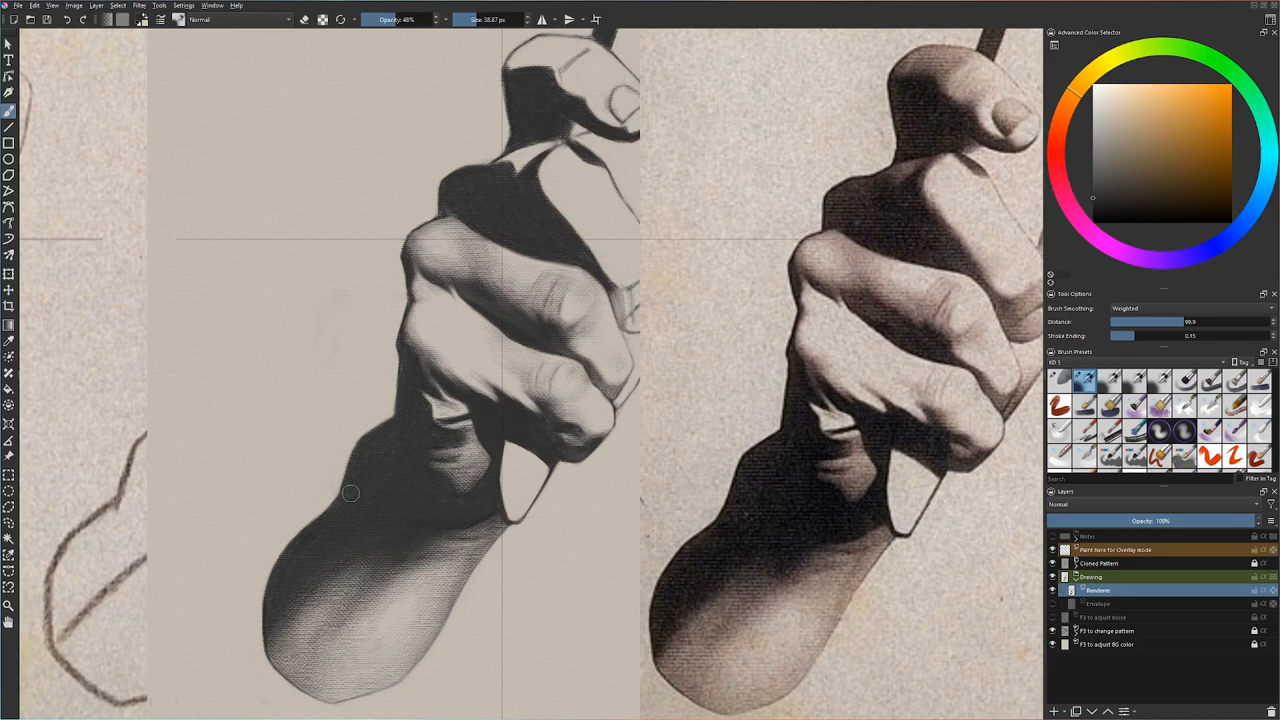 File Edit View Image Layer Select Filter Tools Settings Window Help
Normal
Opacity: 48%
Size: 38.87 px
Advanced Color Selector
Tool Options
Brush Smoothing: Weighted
Distance: 99.9
Stroke Ending: 0.15
Brush Presets
KD 5
Tag
Search
Filter in Tag
Layers
Normal
Opacity: 100%
Notes
Paint here for Overlay mode
Cloned Pattern
Drawing
Renderer
Envelope
F3 to adjust noise
F3 to change pattern
F3 to adjust BG color